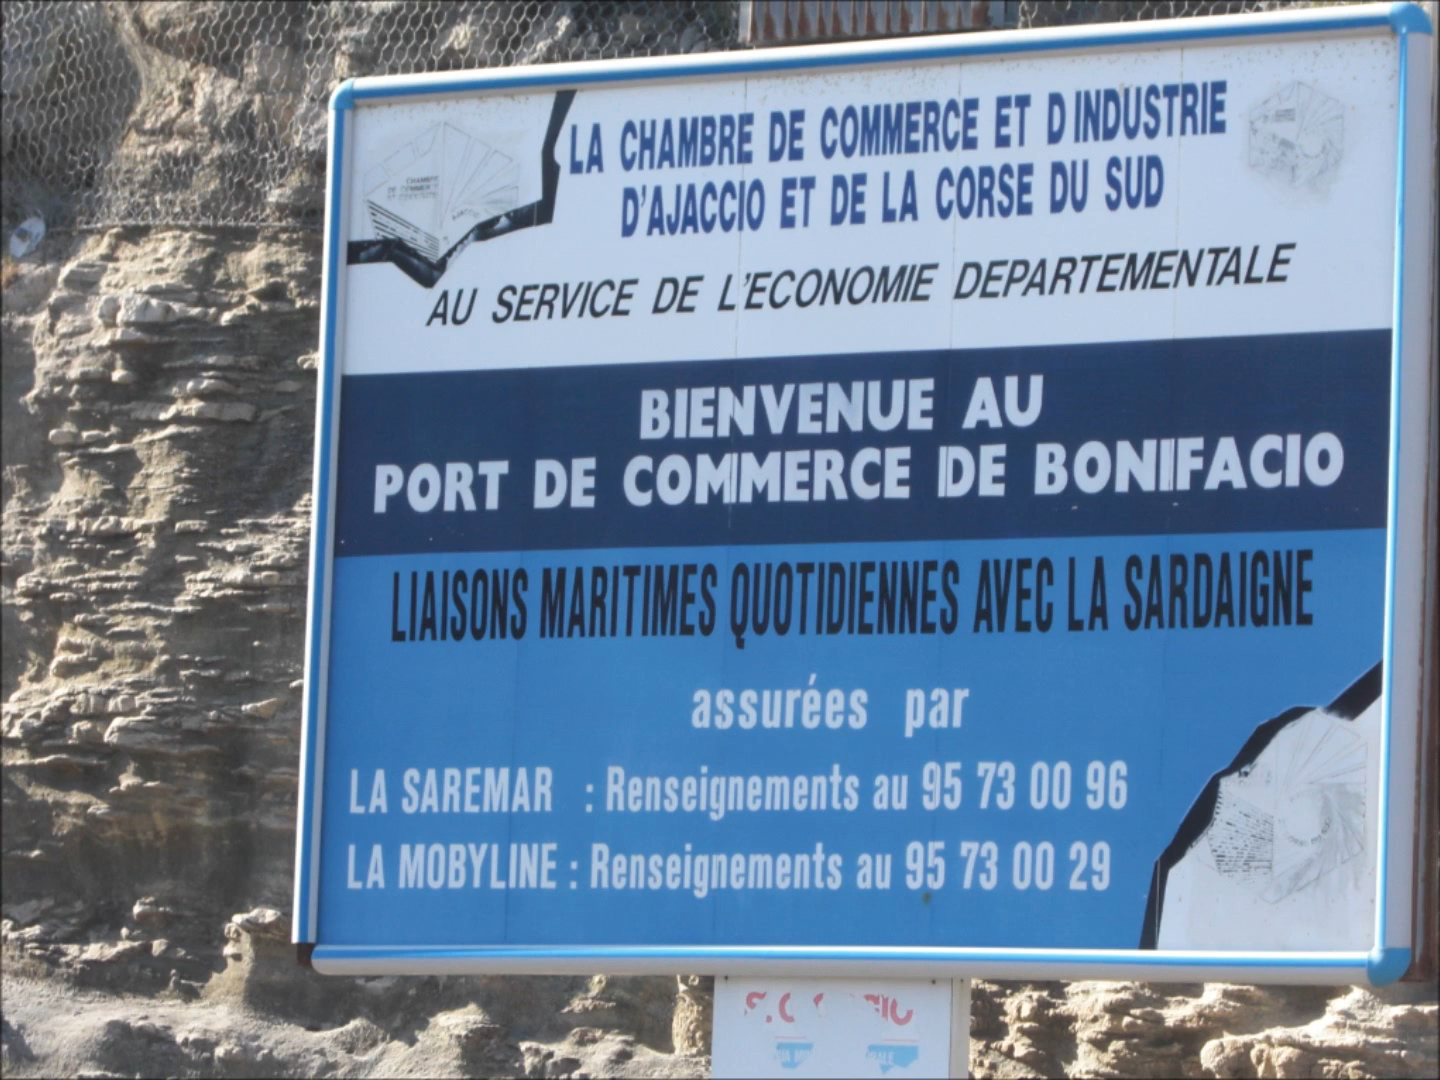 LA CHAMBRE DE COMMERCE ET D INDUSTRIE
D'AJACCIO ET DE LA CORSE DU SUD
AU SERVICE DE L'ECONOMIE DEPARTEMENTALE
BIENVENUE AU
PORT DE COMMERCE DE BONIFACIO
LIAISONS MARITIMES QUOTIDIENNES AVEC LA SARDAIGNE
assurées par
LA SAREMAR : Renseignements au 95 73 00 96
LA MOBYLINE : Renseignements au 95 73 00 29